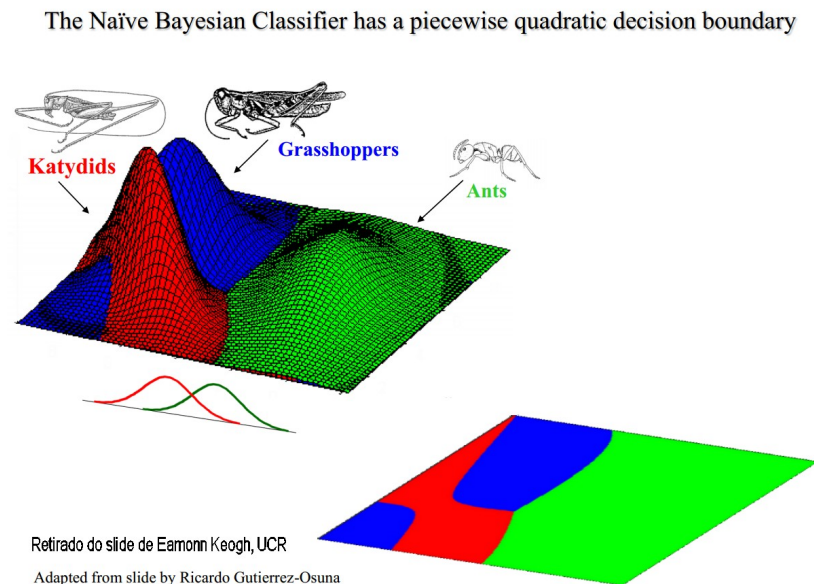 The Naïve Bayesian Classifier has a piecewise quadratic decision boundary
Grasshoppers
Katydids
Ants
Retirado do slide de Eamonn Keogh, UCR
Adapted from slide by Ricardo Gutierrez-Osuna